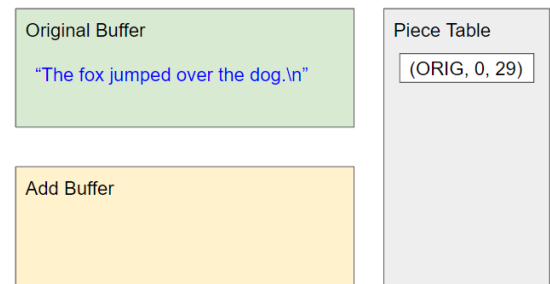 Original Buffer
“The fox jumped over the dog.\n”
Add Buffer
Piece Table
(ORIG, 0, 29)